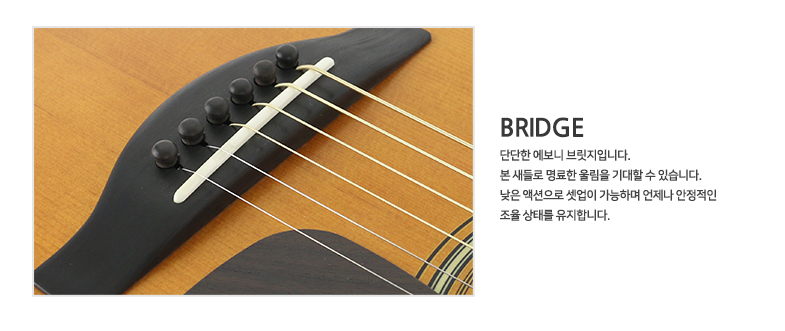 BRIDGE
단단한 에보니 브릿지입니다.
본 새들로 명료한 울림을 기대할 수 있습니다.
낮은 액션으로 셋업이 가능하며 언제나 안정적인
조율 상태를 유지합니다.